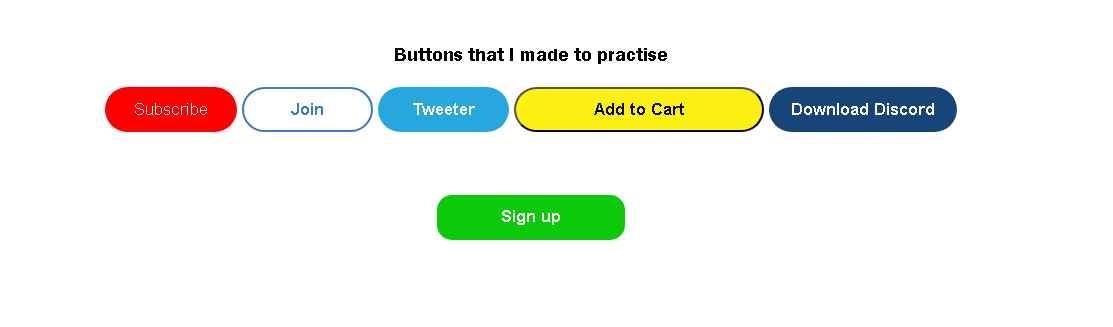 Buttons that I made to practise
Subscribe Join Tweeter Add to Cart Download Discord
Sign up